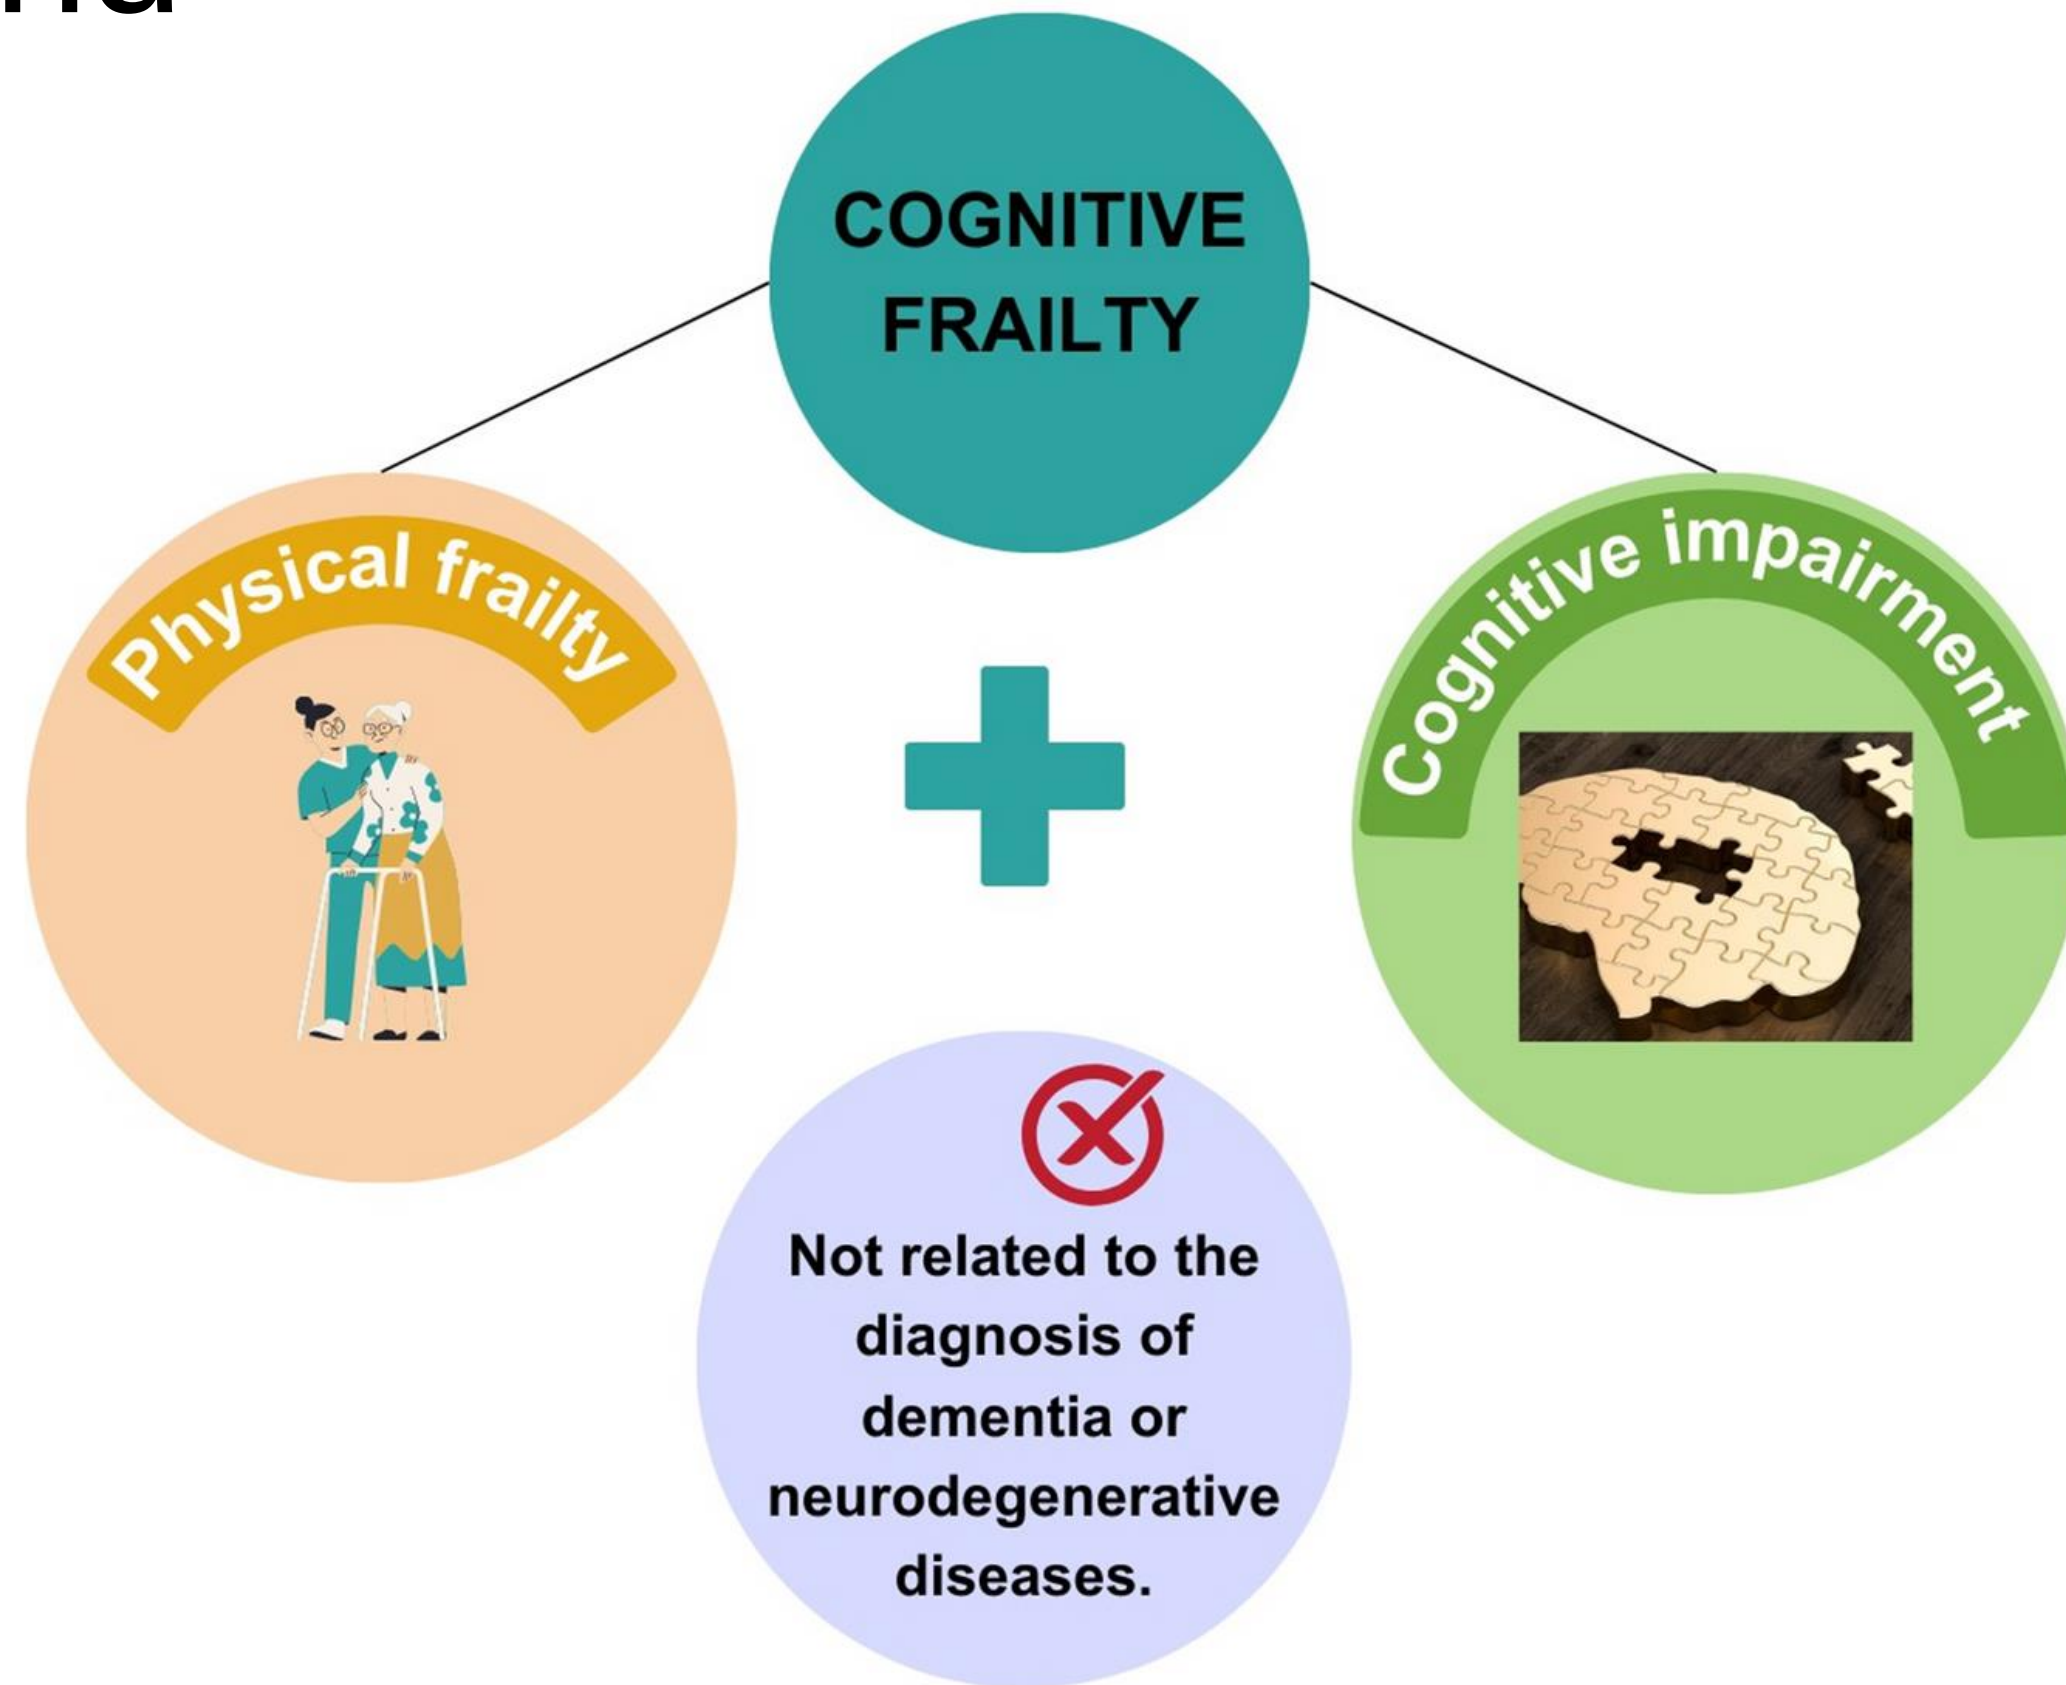 COGNITIVE
FRAILTY
Physical frailty
Cognitive impairment
Not related to the
diagnosis of
dementia or
neurodegenerative
diseases.